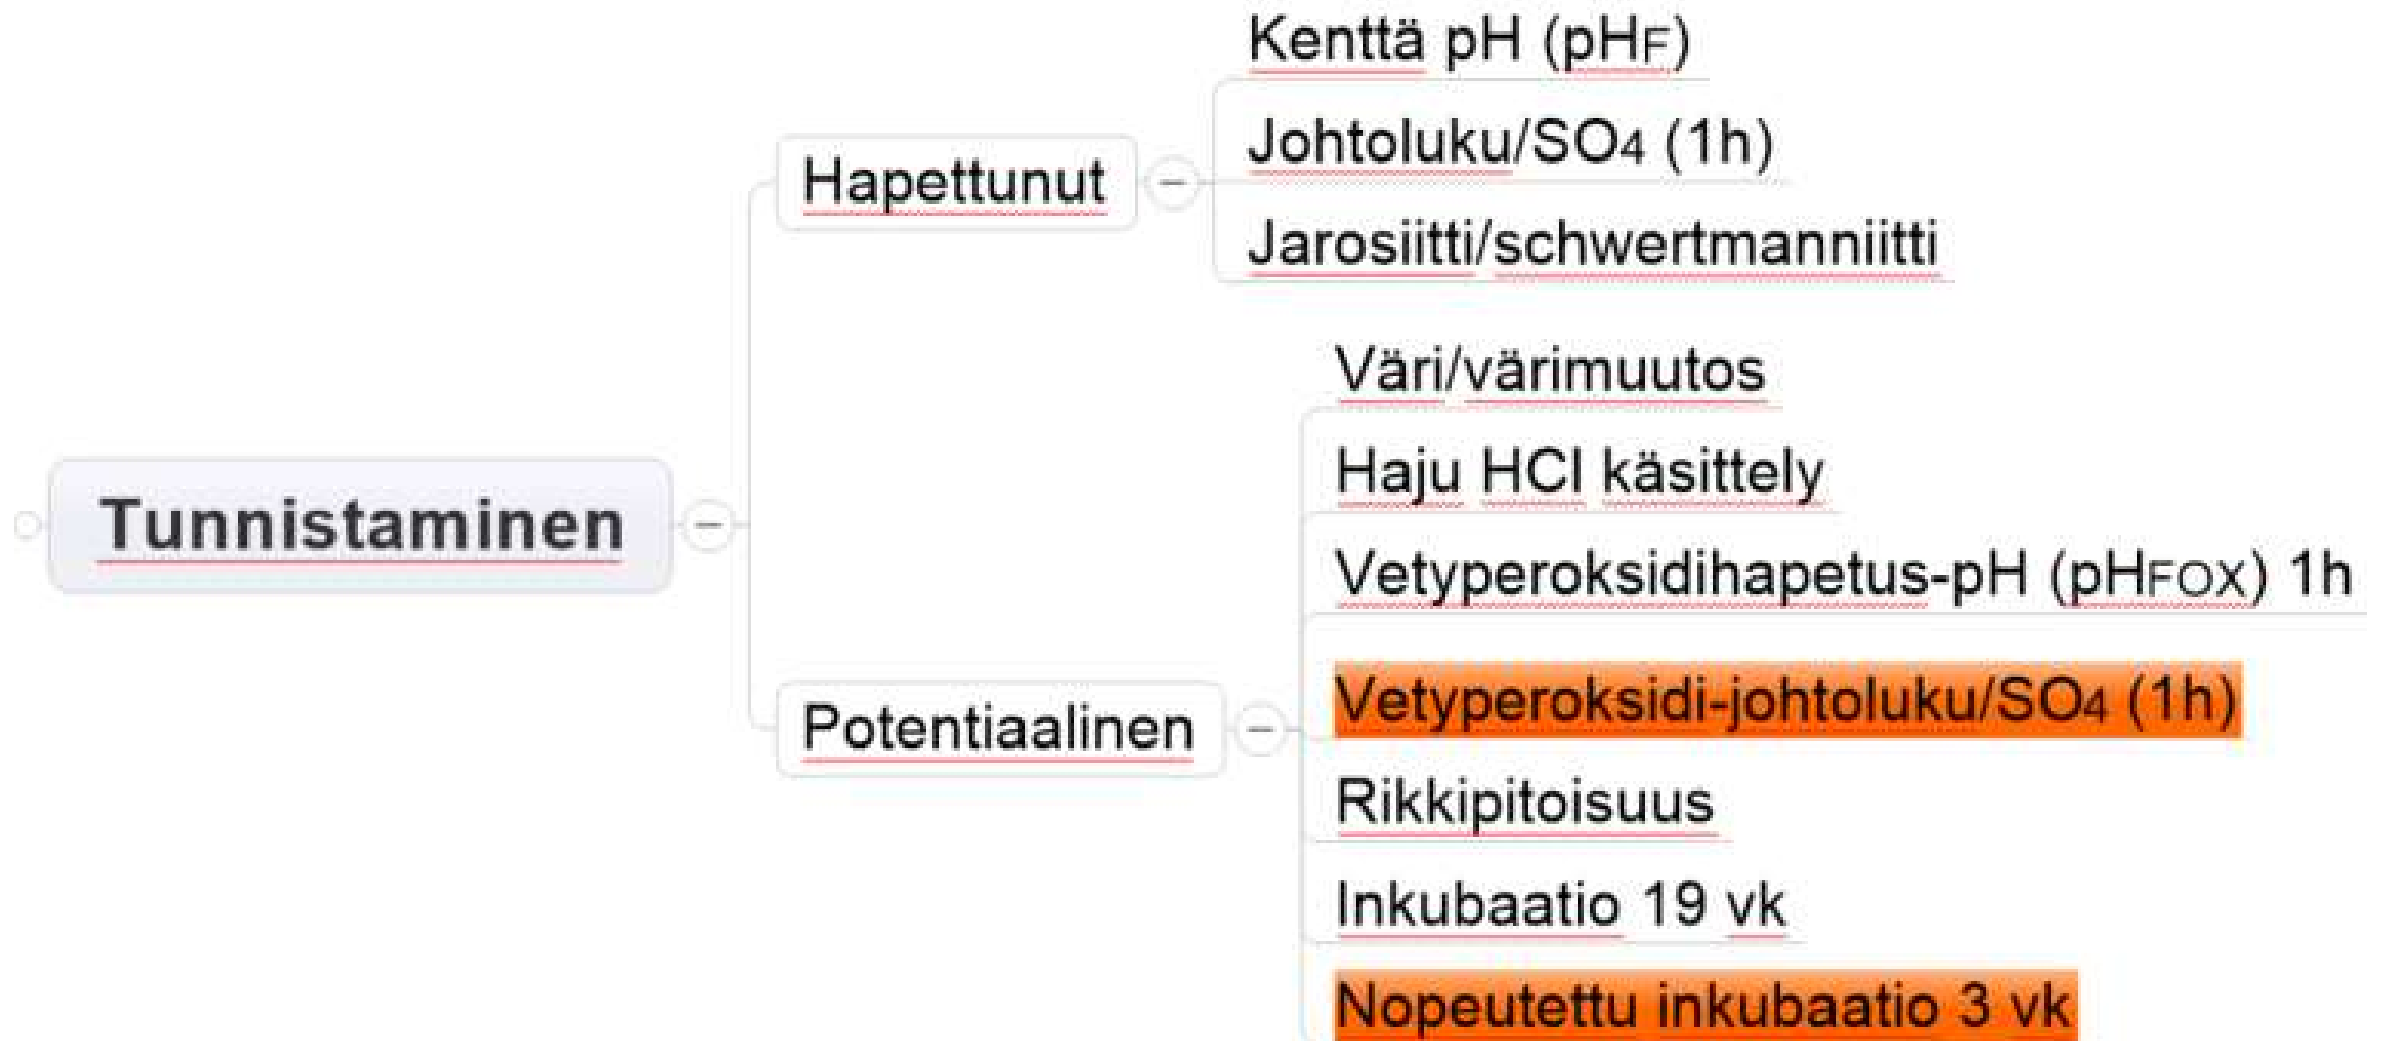 Kenttä pH (pHF)
Johtoluku/SO4 (1h)
Hapettunut
Jarosiitti/schwertmanniitti
Väri/värimuutos
Haju HCl käsittely
Tunnistaminen
Vetyperoksidihapetus-pH (pHFOX) 1h
Vetyperoksidi-johtoluku/SO4 (1h)
Potentiaalinen
Rikkipitoisuus
Inkubaatio 19 vk
Nopeutettu inkubaatio 3 vk